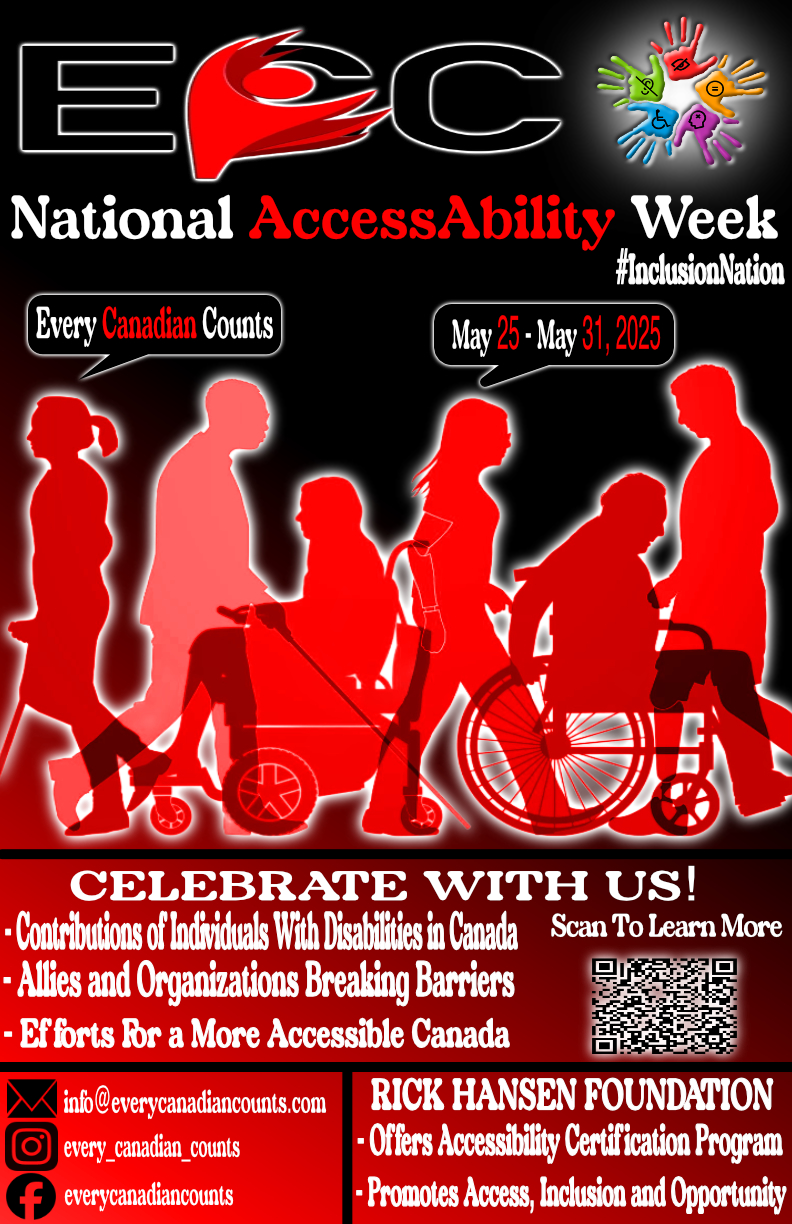 ECC
National AccessAbility Week
#InclusionNation
Every Canadian Counts
May 25 - May 31, 2025
CELEBRATE WITH US!
- Contributions of Individuals With Disabilities in Canada
- Allies and Organizations Breaking Barriers
- Efforts For a More Accessible Canada
Scan To Learn More
info@everycanadiancounts.com
every_canadian_counts
everycanadiancounts
RICK HANSEN FOUNDATION
- Offers Accessibility Certification Program
- Promotes Access, Inclusion and Opportunity